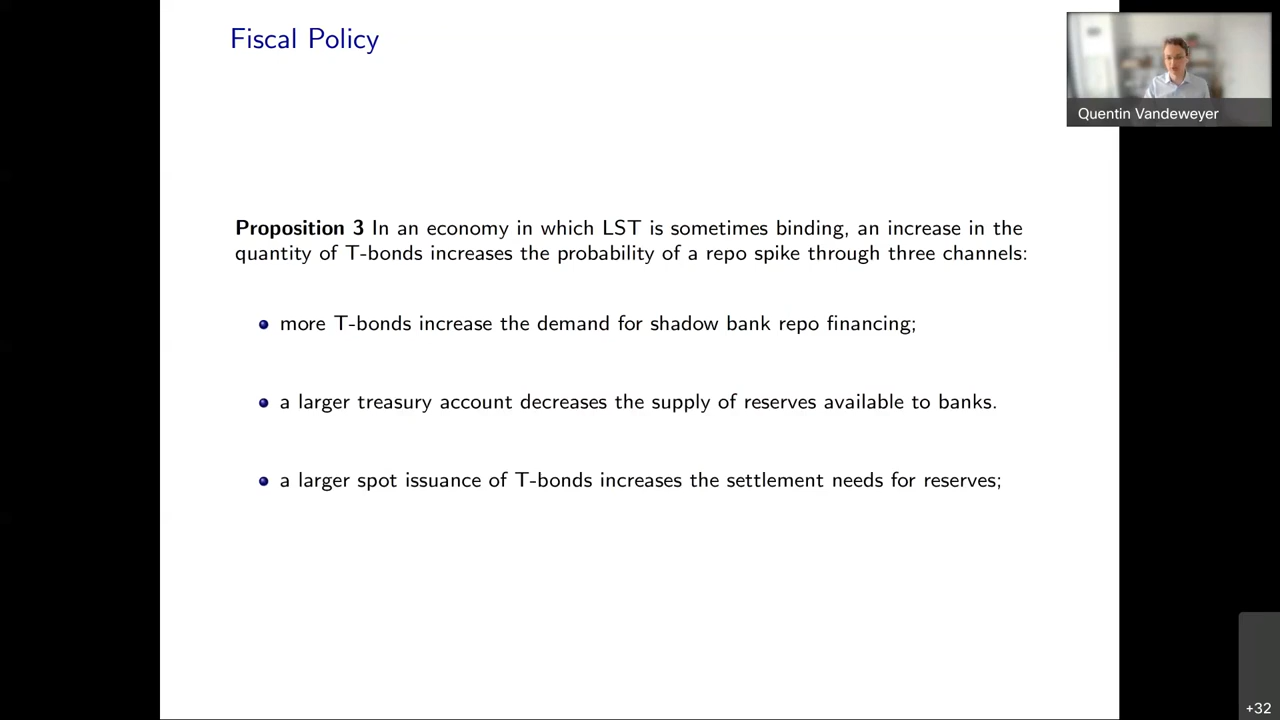 Fiscal Policy
Quentin Vandeweyer
Proposition 3 In an economy in which LST is sometimes binding, an increase in the
quantity of T-bonds increases the probability of a repo spike through three channels:
more T-bonds increase the demand for shadow bank repo financing;
a larger treasury account decreases the supply of reserves available to banks.
a larger spot issuance of T-bonds increases the settlement needs for reserves;
+32